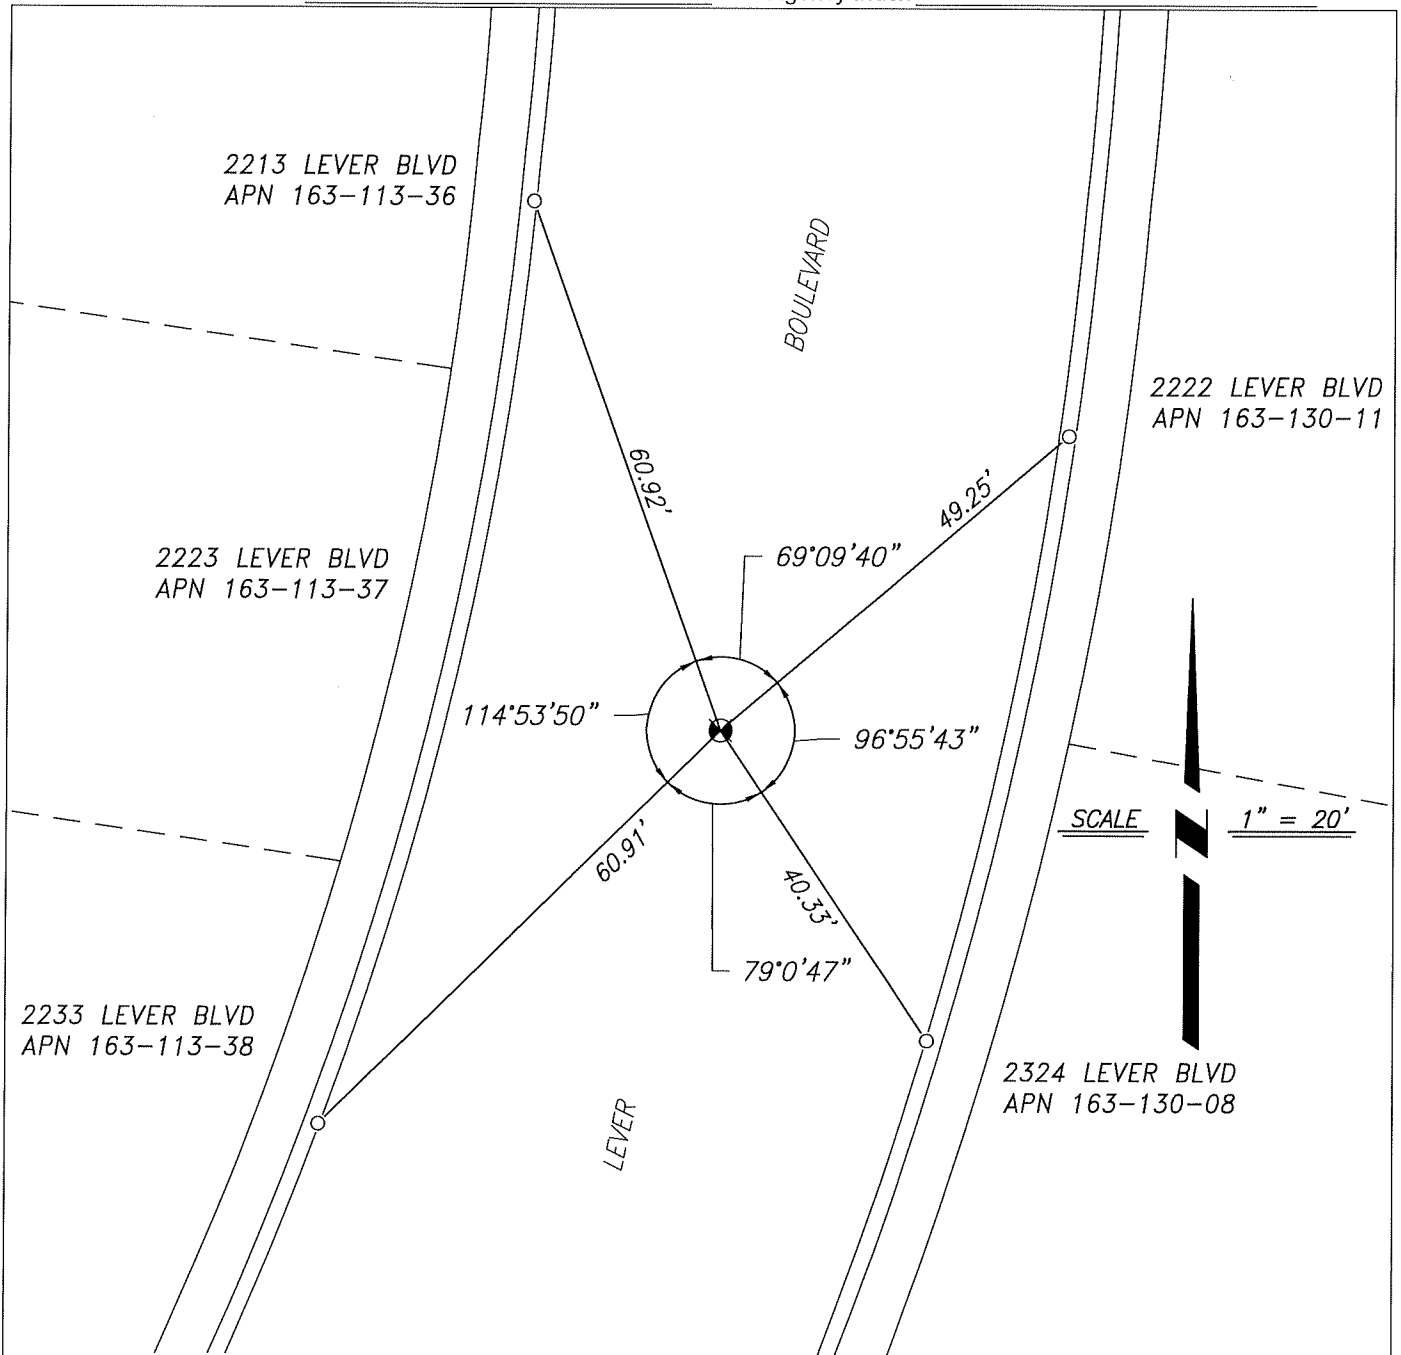 2213 LEVER BLVD
APN 163-113-36
BOULEVARD
2222 LEVER BLVD
APN 163-130-11
60.92'
49.25'
2223 LEVER BLVD
APN 163-113-37
69°09'40"
114°53'50"
96°55'43"
SCALE
1" = 20'
60.91'
40.33'
79°0'47"
2233 LEVER BLVD
APN 163-113-38
2324 LEVER BLVD
APN 163-130-08
LEVER